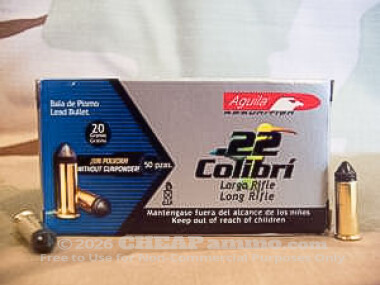 Bala de Plomo
Lead Bullet
20
Grains
¡SIN POLVORA!
WITHOUT GUNPOWDER!
50 pzas.
Aguila
AMMUNITION
22
Colibrí
Largo Rifle
Long Rifle
Mantengase fuera del alcance de los niños
Keep out of reach of children
© 2026 CHEAPammo.com
Free to Use for Non-Commercial Purposes Only